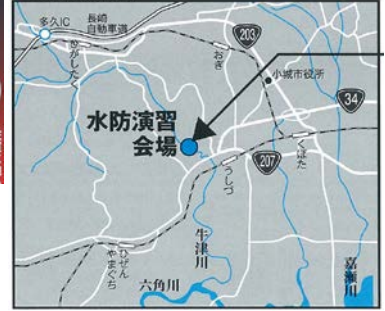 多久IC
長崎
自動車道
ひがしたく
203
おぎ
小城市役所
34
水防演習
会場
207
くぼた
うしづ
牛津川
ひぜん
やまぐち
六角川
嘉瀬川